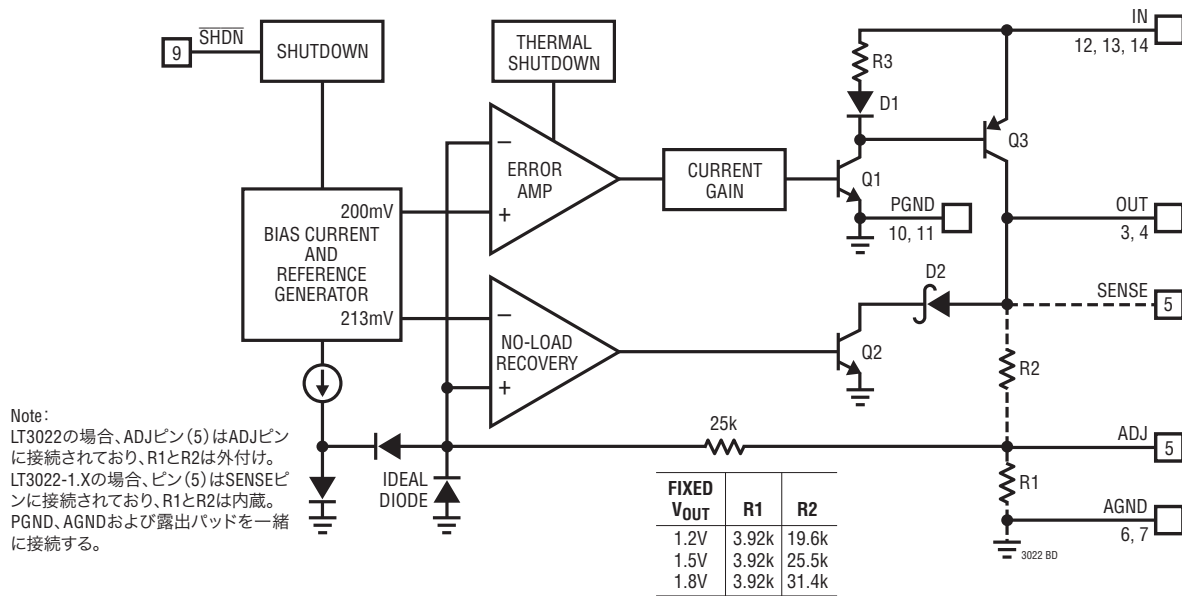 SHDN
9
SHUTDOWN
THERMAL
SHUTDOWN
IN
12, 13, 14
R3
D1
Q3
−
ERROR
AMP
+
CURRENT
GAIN
Q1
PGND
10, 11
OUT
3, 4
200mV
BIAS CURRENT
AND
REFERENCE
GENERATOR
213mV
−
NO-LOAD
RECOVERY
+
D2
Q2
SENSE
5
R2
25k
ADJ
5
R1
AGND
6, 7
IDEAL
DIODE
Note:
LT3022の場合、ADJピン(5)はADJピン
に接続されており、R1とR2は外付け。
LT3022-1.Xの場合、ピン(5)はSENSEピ
ンに接続されており、R1とR2は内蔵。
PGND、AGNDおよび露出パッドを一緒
に接続する。
FIXED
VOUT R1 R2
1.2V 3.92k 19.6k
1.5V 3.92k 25.5k
1.8V 3.92k 31.4k
3022 BD